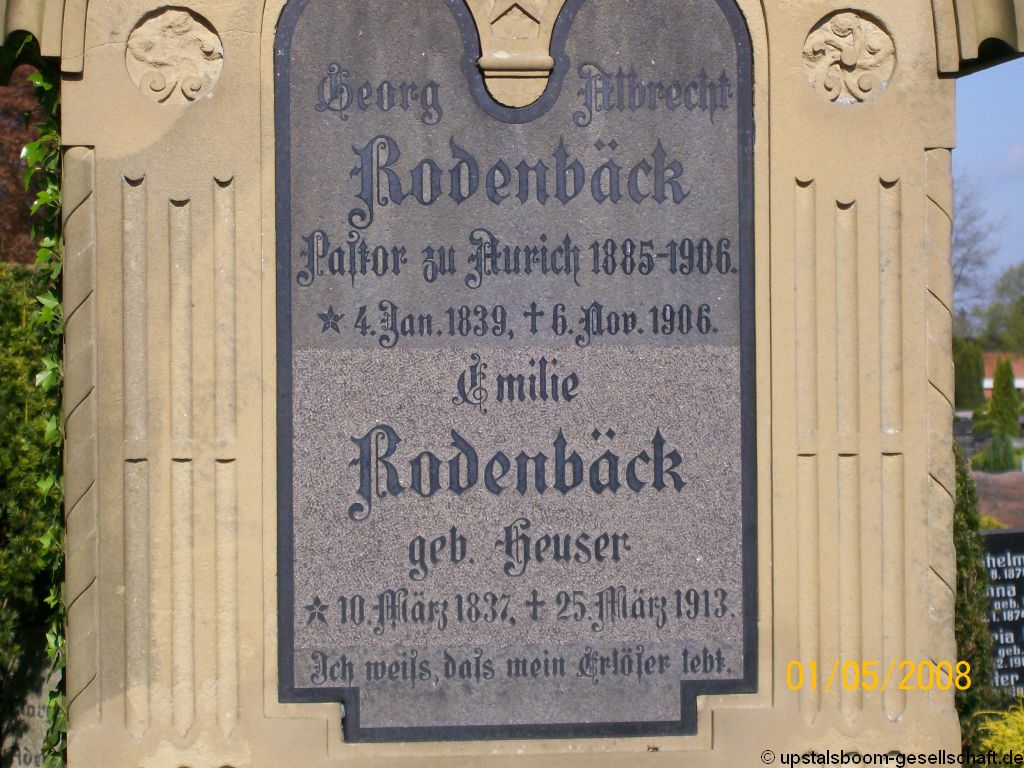 Georg Albrecht
Rodenbäck
Paſtor zu Aurich 1885-1906.
* 4. Jan. 1839, † 6. Nov. 1906.
Emilie
Rodenbäck
geb. Heuser
* 10. März 1837, † 25. März 1913.
Ich weiſs, daſs mein Erlöſer lebt.
01/05/2008
© upstalsboom-gesellschaft.de